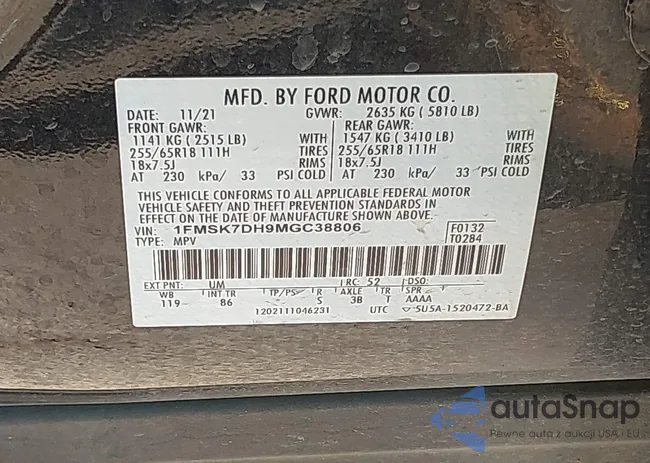 MFD. BY FORD MOTOR CO.
DATE: 11/21 GVWR: 2635 KG ( 5810 LB)
FRONT GAWR: REAR GAWR:
1141 KG ( 2515 LB) WITH 1547 KG ( 3410 LB) WITH
255/65R18 111H TIRES 255/65R18 111H TIRES
18x7.5J RIMS 18x7.5J RIMS
AT 230 kPa/ 33 PSI COLD AT 230 kPa/ 33 PSI COLD
THIS VEHICLE CONFORMS TO ALL APPLICABLE FEDERAL MOTOR
VEHICLE SAFETY AND THEFT PREVENTION STANDARDS IN
EFFECT ON THE DATE OF MANUFACTURE SHOWN ABOVE.
VIN: 1FMSK7DH9MGC38806 F0132
TYPE: MPV T0284
EXT PNT: UM RC: 52 DSO:
WB INT TR TP/PS R AXLE TR SPR
119 86 S 3B T AAAA
1202111046231 UTC ▽ 5U5A-1520472-BA
autoSnap
Pewne auta z aukcji USA i EU